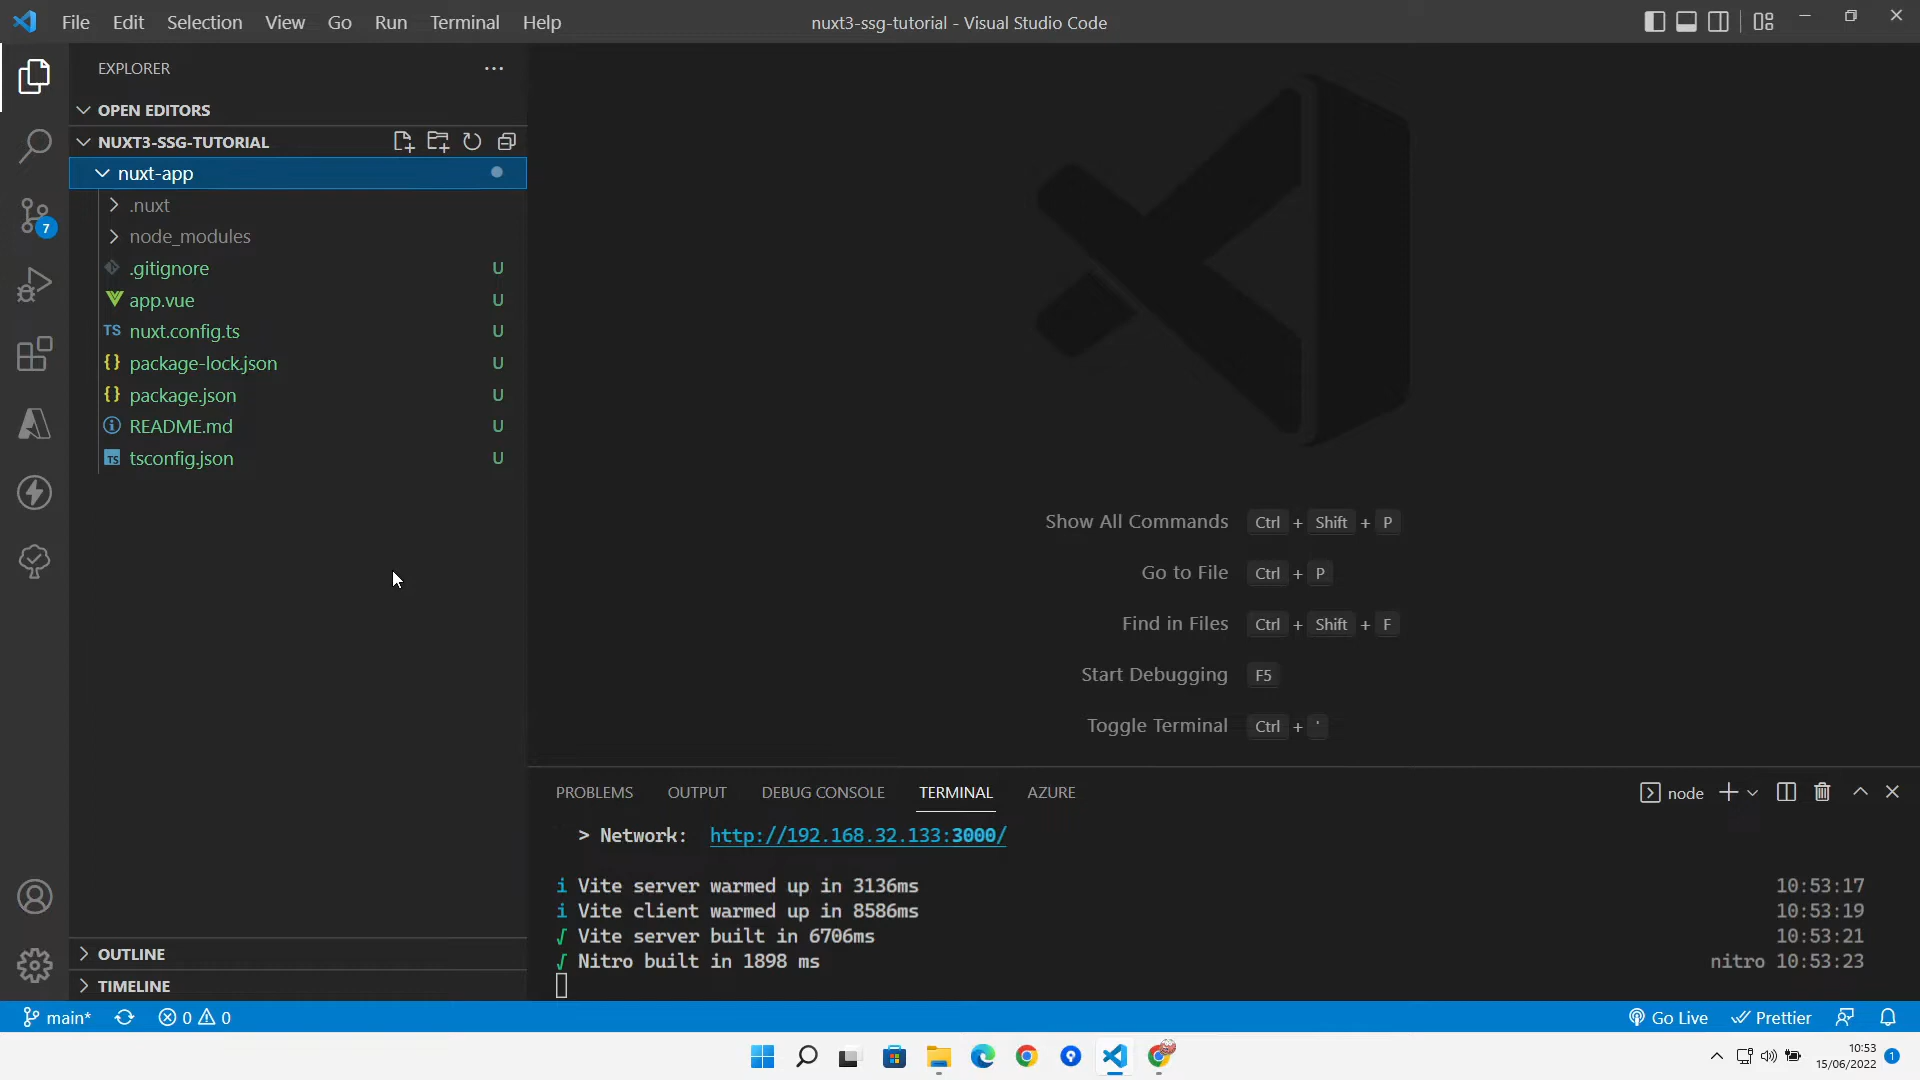 File Edit Selection View Go Run Terminal Help
nuxt3-ssg-tutorial - Visual Studio Code
EXPLORER
OPEN EDITORS
NUXT3-SSG-TUTORIAL
nuxt-app
.nuxt
node_modules
.gitignore U
app.vue U
TS nuxt.config.ts U
{} package-lock.json U
{} package.json U
README.md U
TS tsconfig.json U
7
OUTLINE
TIMELINE
Show All Commands Ctrl + Shift + P
Go to File Ctrl + P
Find in Files Ctrl + Shift + F
Start Debugging F5
Toggle Terminal Ctrl + '
PROBLEMS OUTPUT DEBUG CONSOLE TERMINAL AZURE
node
> Network: http://192.168.32.133:3000/
i Vite server warmed up in 3136ms 10:53:17
i Vite client warmed up in 8586ms 10:53:19
√ Vite server built in 6706ms 10:53:21
√ Nitro built in 1898 ms nitro 10:53:23
main* 0 0
Go Live Prettier
10:53
15/06/2022
1